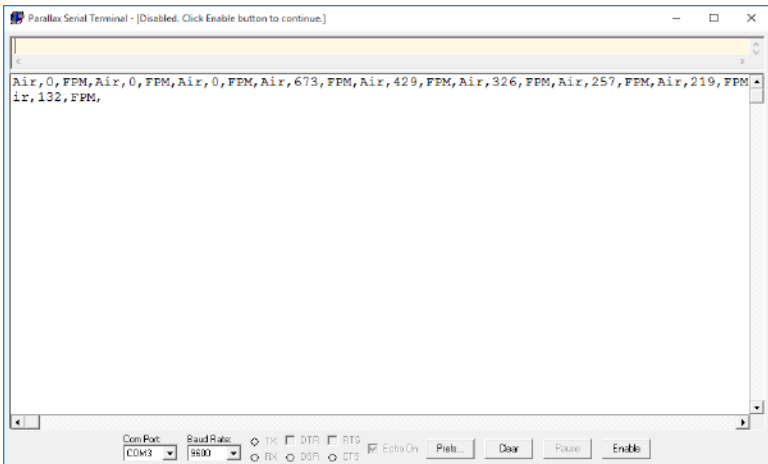 Parallax Serial Terminal - [Disabled. Click Enable button to continue.]
Air,0,FPM,Air,0,FPM,Air,0,FPM,Air,673,FPM,Air,429,FPM,Air,326,FPM,Air,257,FPM,Air,219,FPM
ir,132,FPM,
Com Port: Baud Rate: TX DTR RTS
COM3 9600 RX DSR CTS Echo On Prefs... Clear Pause Enable